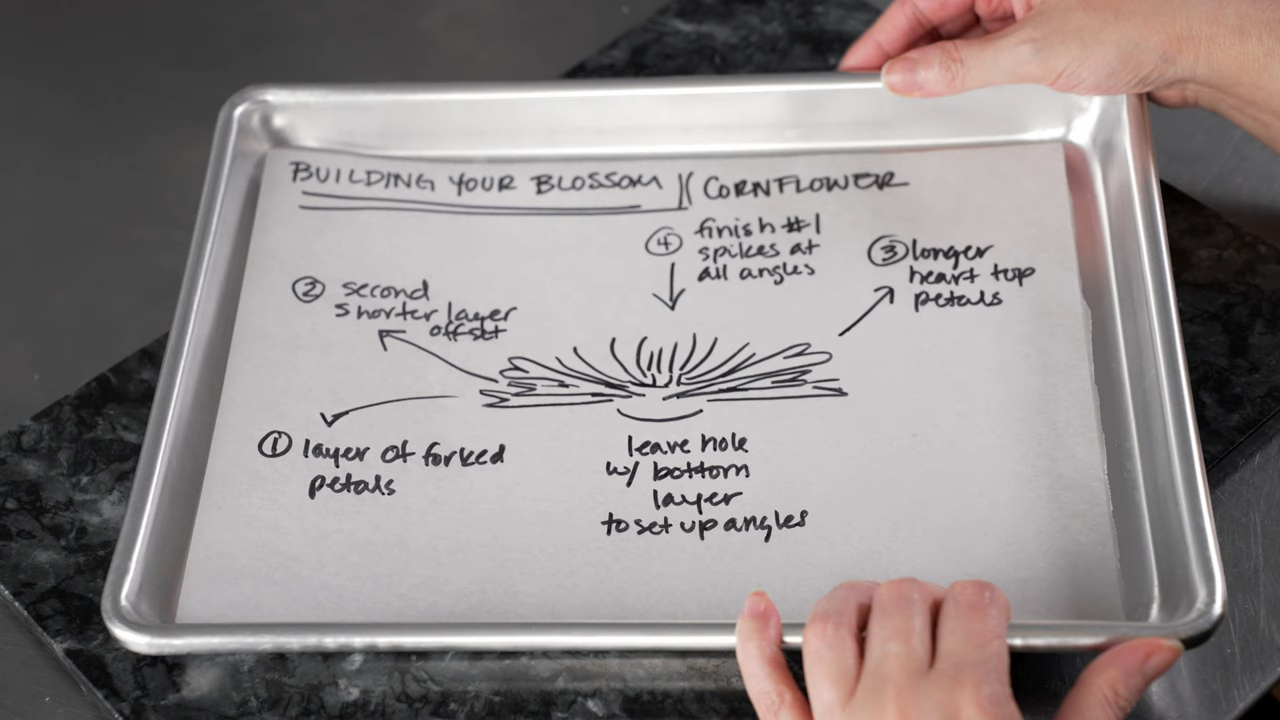 BUILDING YOUR BLOSSOM )( CORNFLOWER
④ finish #1
spikes at
all angles
③ longer
heart top
petals
② second
shorter layer
offset
① layer of forked
petals
leave hole
w/ bottom
layer
to set up angles